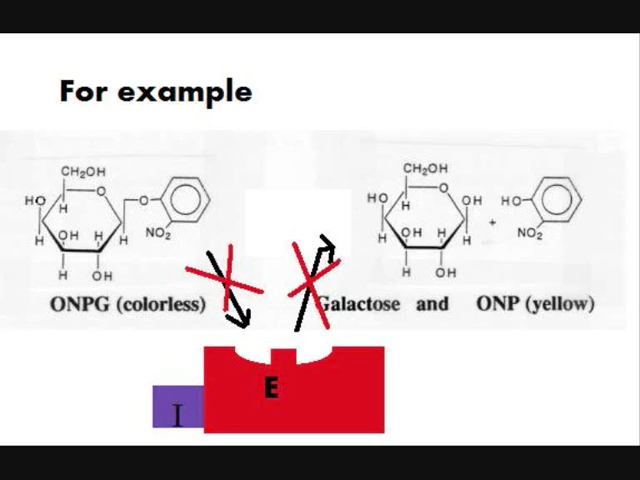 For example
CH₂OH
O
HO
H
O
OH
H
H
H
NO₂
H
OH
ONPG (colorless)
CH₂OH
O
HO
H
OH
OH
H
H
H
H
OH
+
HO
NO₂
Galactose and ONP (yellow)
E
I